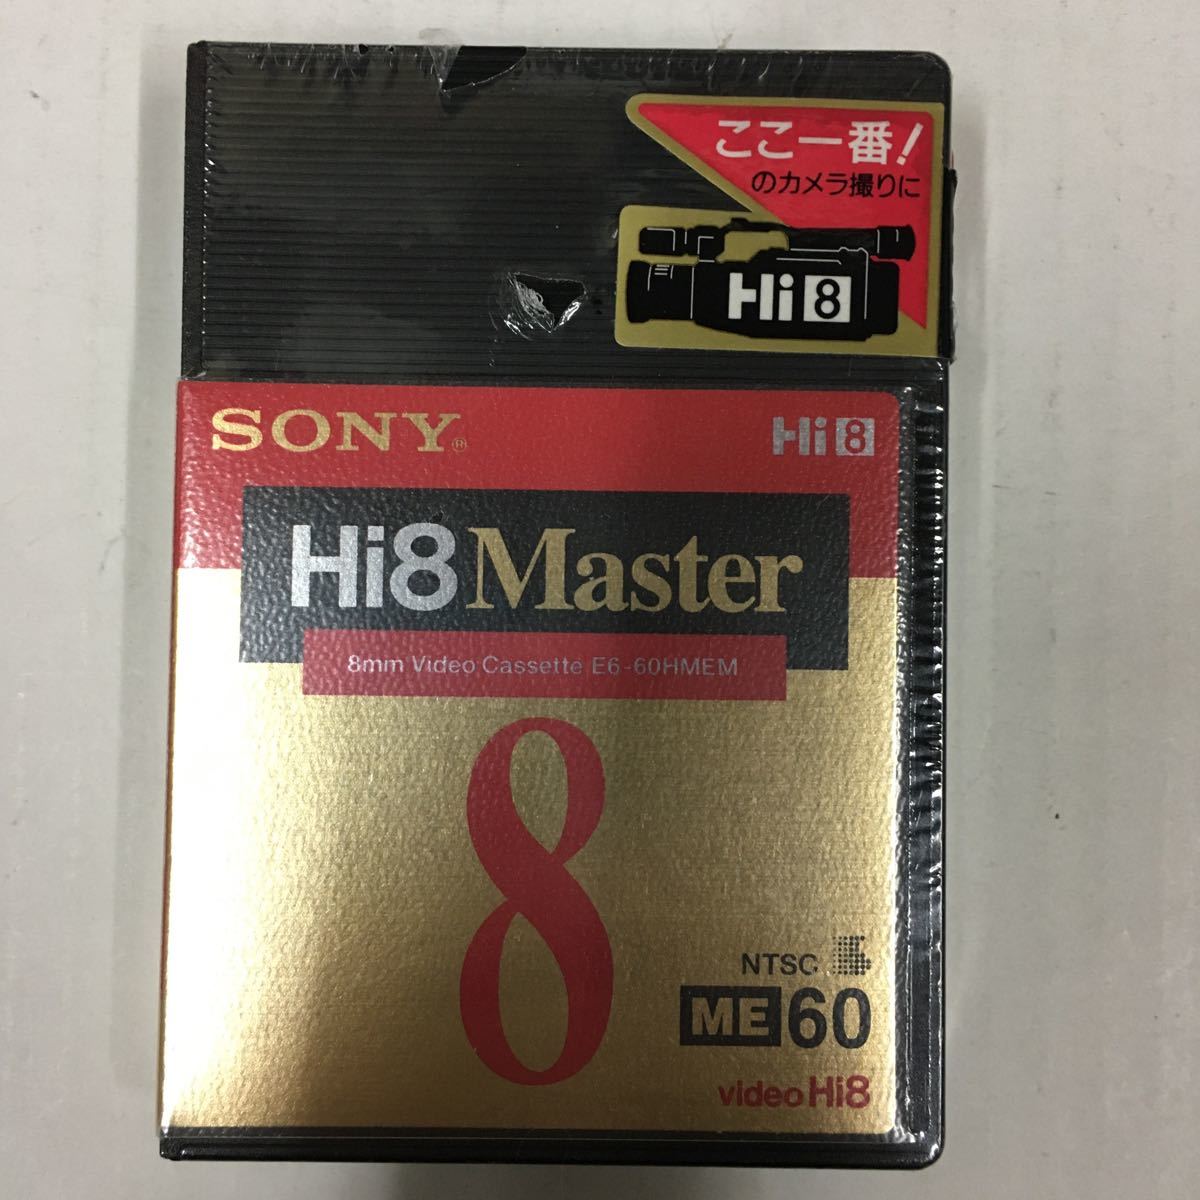 ここ一番!
のカメラ撮りに
Hi8
SONY®
Hi8
Hi8 Master
8mm Video Cassette E6-60HMEM
8
NTSC
ME 60
video Hi8